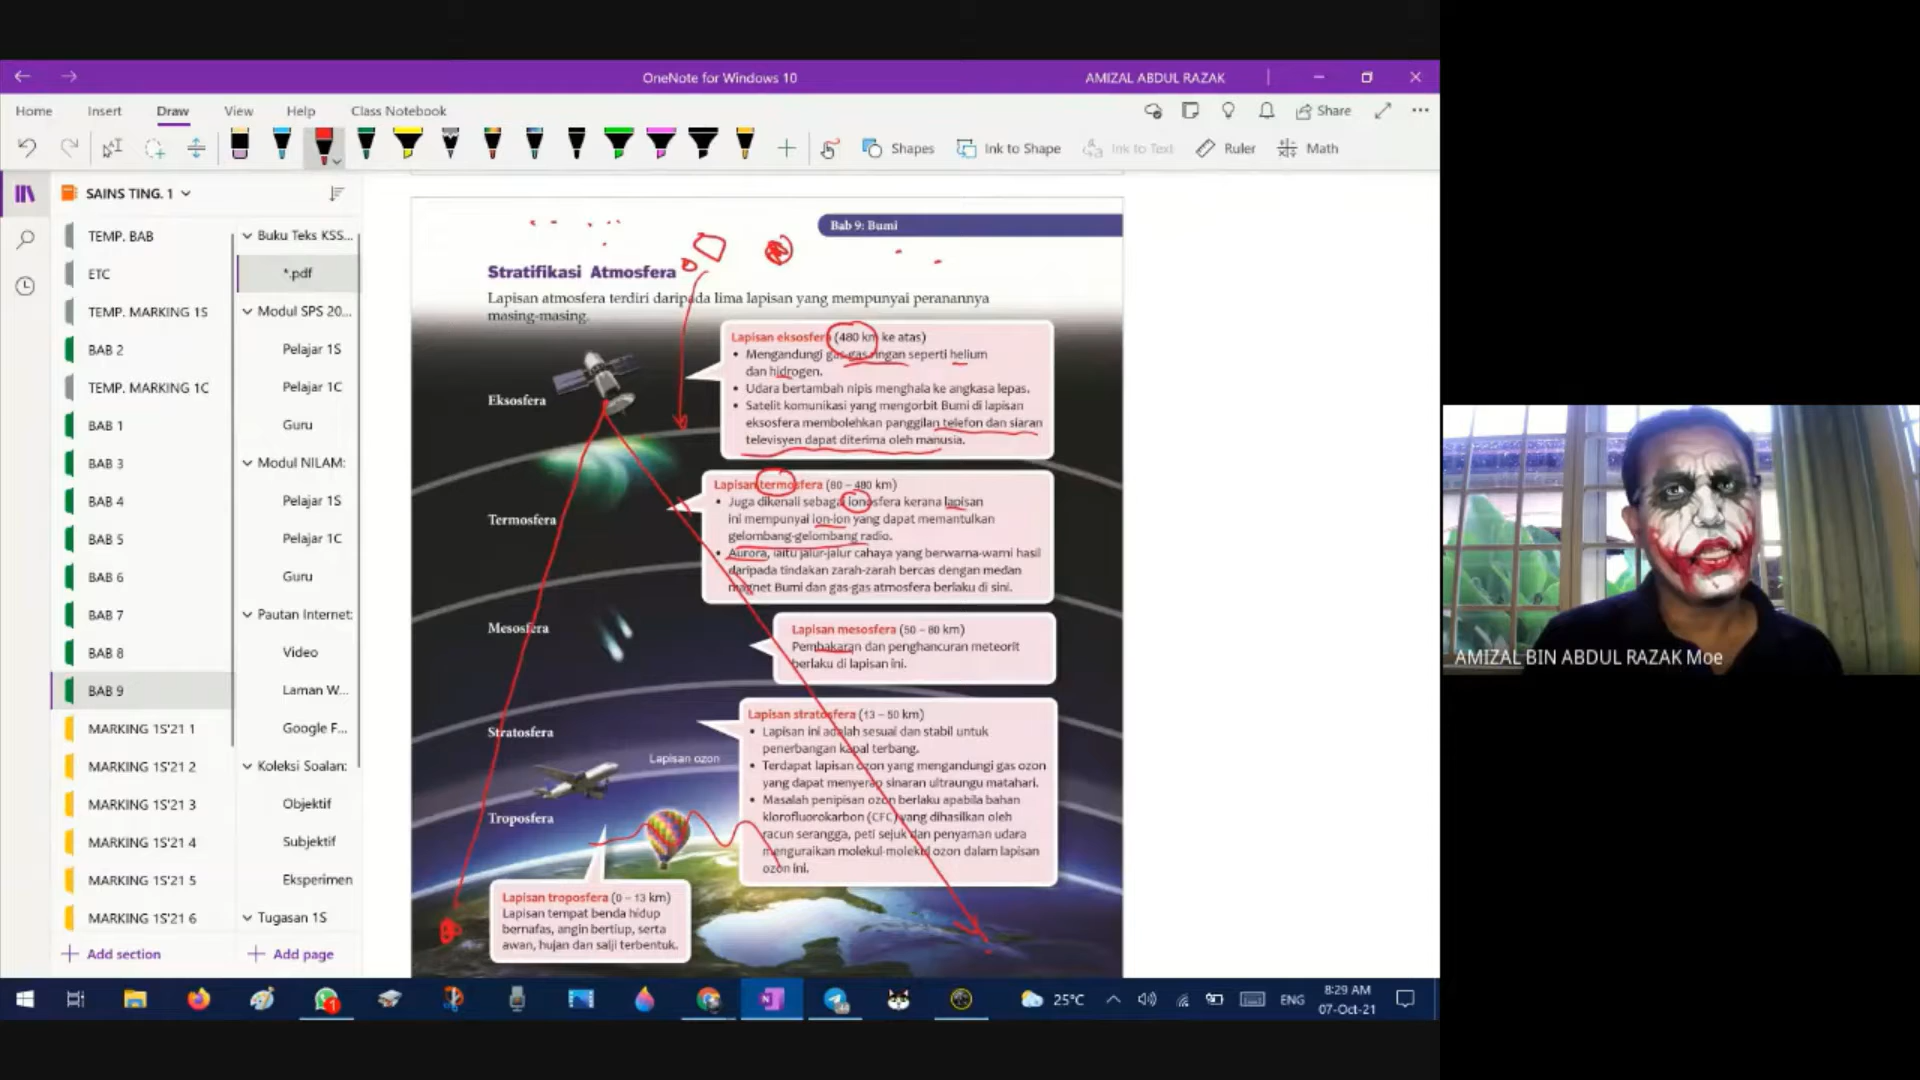 OneNote for Windows 10
AMIZAL ABDUL RAZAK
Home
Insert
Draw
View
Help
Class Notebook
Share
Shapes
Ink to Shape
Ink to Text
Ruler
Math
SAINS TING. 1
TEMP. BAB
ETC
TEMP. MARKING 1S
BAB 2
TEMP. MARKING 1C
BAB 1
BAB 3
BAB 4
BAB 5
BAB 6
BAB 7
BAB 8
BAB 9
MARKING 1S'21 1
MARKING 1S'21 2
MARKING 1S'21 3
MARKING 1S'21 4
MARKING 1S'21 5
MARKING 1S'21 6
Add section
Buku Teks KSS...
*.pdf
Modul SPS 20...
Pelajar 1S
Pelajar 1C
Guru
Modul NILAM:
Pelajar 1S
Pelajar 1C
Guru
Pautan Internet:
Video
Laman W...
Google F...
Koleksi Soalan:
Objektif
Subjektif
Eksperimen
Tugasan 1S
Add page
Bab 9: Bumi
Stratifikasi Atmosfera
Lapisan atmosfera terdiri daripada lima lapisan yang mempunyai peranannya
masing-masing.
Eksosfera
Lapisan eksosfera (480 km ke atas)
• Mengandungi gas-gas ringan seperti helium
dan hidrogen.
• Udara bertambah nipis menghala ke angkasa lepas.
• Satelit komunikasi yang mengorbit Bumi di lapisan
eksosfera membolehkan panggilan telefon dan siaran
televisyen dapat diterima oleh manusia.
Termosfera
Lapisan termosfera (80 – 480 km)
• Juga dikenali sebagai ionosfera kerana lapisan
ini mempunyai ion-ion yang dapat memantulkan
gelombang-gelombang radio.
• Aurora, iaitu jalur-jalur cahaya yang berwarna-warni hasil
daripada tindakan zarah-zarah bercas dengan medan
magnet Bumi dan gas-gas atmosfera berlaku di sini.
Mesosfera
Lapisan mesosfera (50 – 80 km)
Pembakaran dan penghancuran meteorit
berlaku di lapisan ini.
Stratosfera
Lapisan ozon
Lapisan stratosfera (13 – 50 km)
• Lapisan ini adalah sesuai dan stabil untuk
penerbangan kapal terbang.
• Terdapat lapisan ozon yang mengandungi gas ozon
yang dapat menyerap sinaran ultraungu matahari.
• Masalah penipisan ozon berlaku apabila bahan
klorofluorokarbon (CFC) yang dihasilkan oleh
racun serangga, peti sejuk dan penyaman udara
menguraikan molekul-molekul ozon dalam lapisan
ozon ini.
Troposfera
Lapisan troposfera (0 – 13 km)
Lapisan tempat benda hidup
bernafas, angin bertiup, serta
awan, hujan dan salji terbentuk.
AMIZAL BIN ABDUL RAZAK Moe
25°C
ENG
8:29 AM
07-Oct-21